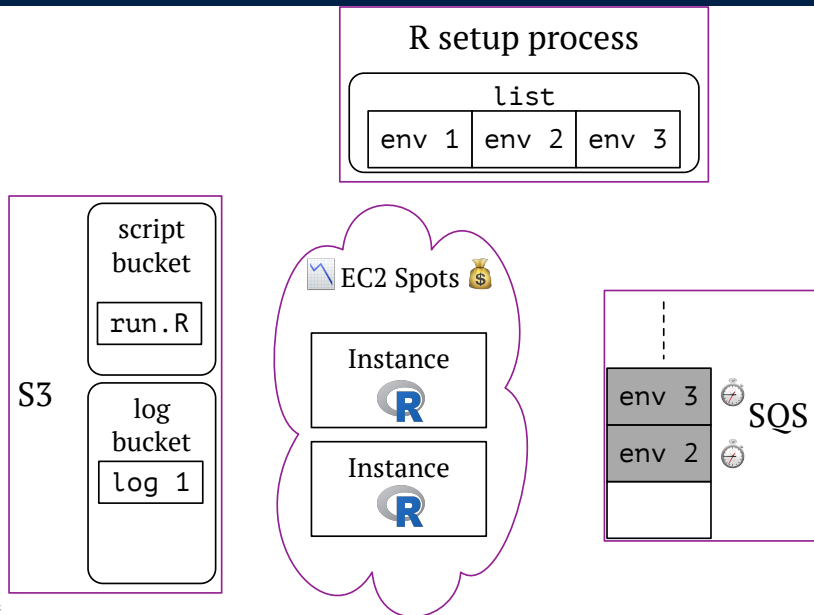 R setup process
list
env 1 env 2 env 3
S3
script
bucket
run.R
log
bucket
log 1
EC2 Spots
Instance
R
Instance
R
env 3
env 2
SQS